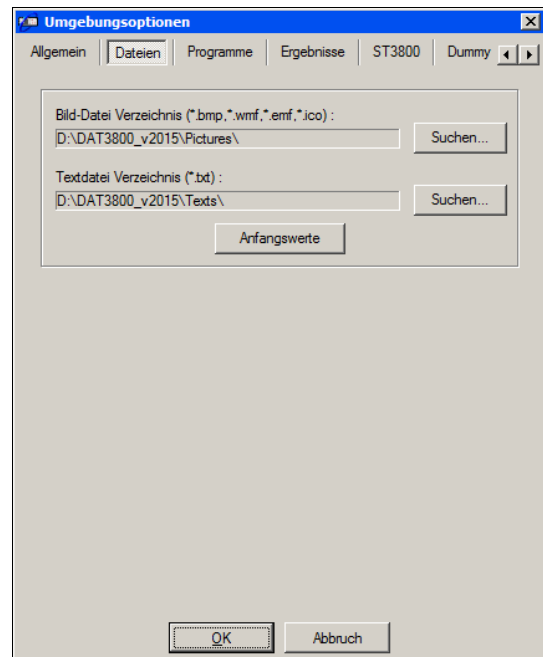 Umgebungsoptionen
Allgemein Dateien Programme Ergebnisse ST3800 Dummy
Bild-Datei Verzeichnis (*.bmp,*.wmf,*.emf,*.ico) :
D:\DAT3800_v2015\Pictures\ Suchen...
Textdatei Verzeichnis (*.txt) :
D:\DAT3800_v2015\Texts\ Suchen...
Anfangswerte
OK Abbruch